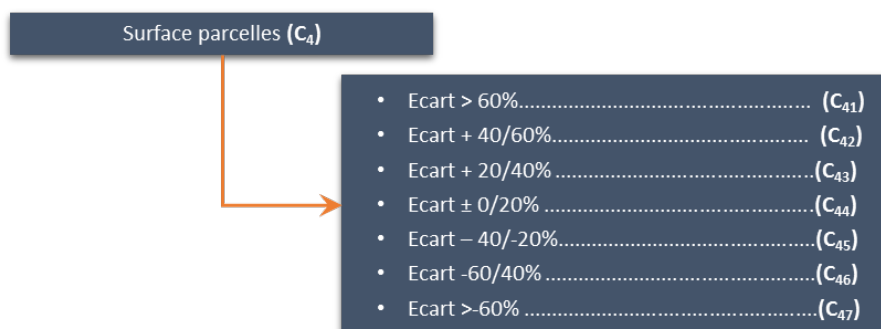 Surface parcelles (C₄)
• Ecart > 60%.................................................... (C₄₁)
• Ecart + 40/60%.............................................. (C₄₂)
• Ecart + 20/40% ..............................................(C₄₃)
• Ecart ± 0/20% ................................................(C₄₄)
• Ecart – 40/-20%..............................................(C₄₅)
• Ecart -60/40% ................................................(C₄₆)
• Ecart >-60% ....................................................(C₄₇)